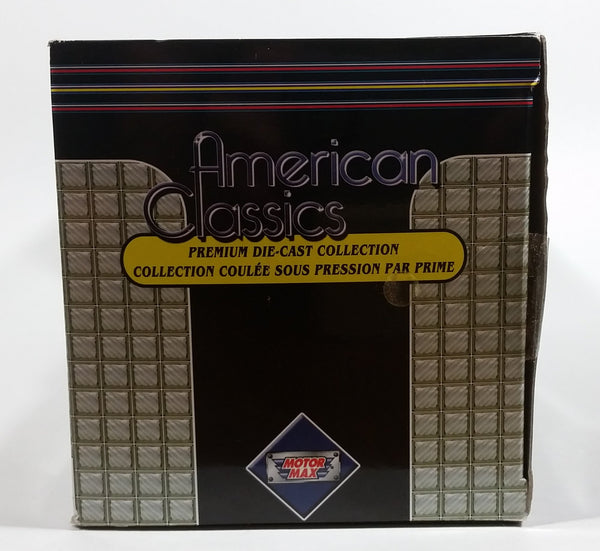 American
Classics
PREMIUM DIE-CAST COLLECTION
COLLECTION COULÉE SOUS PRESSION PAR PRIME
MOTOR
MAX